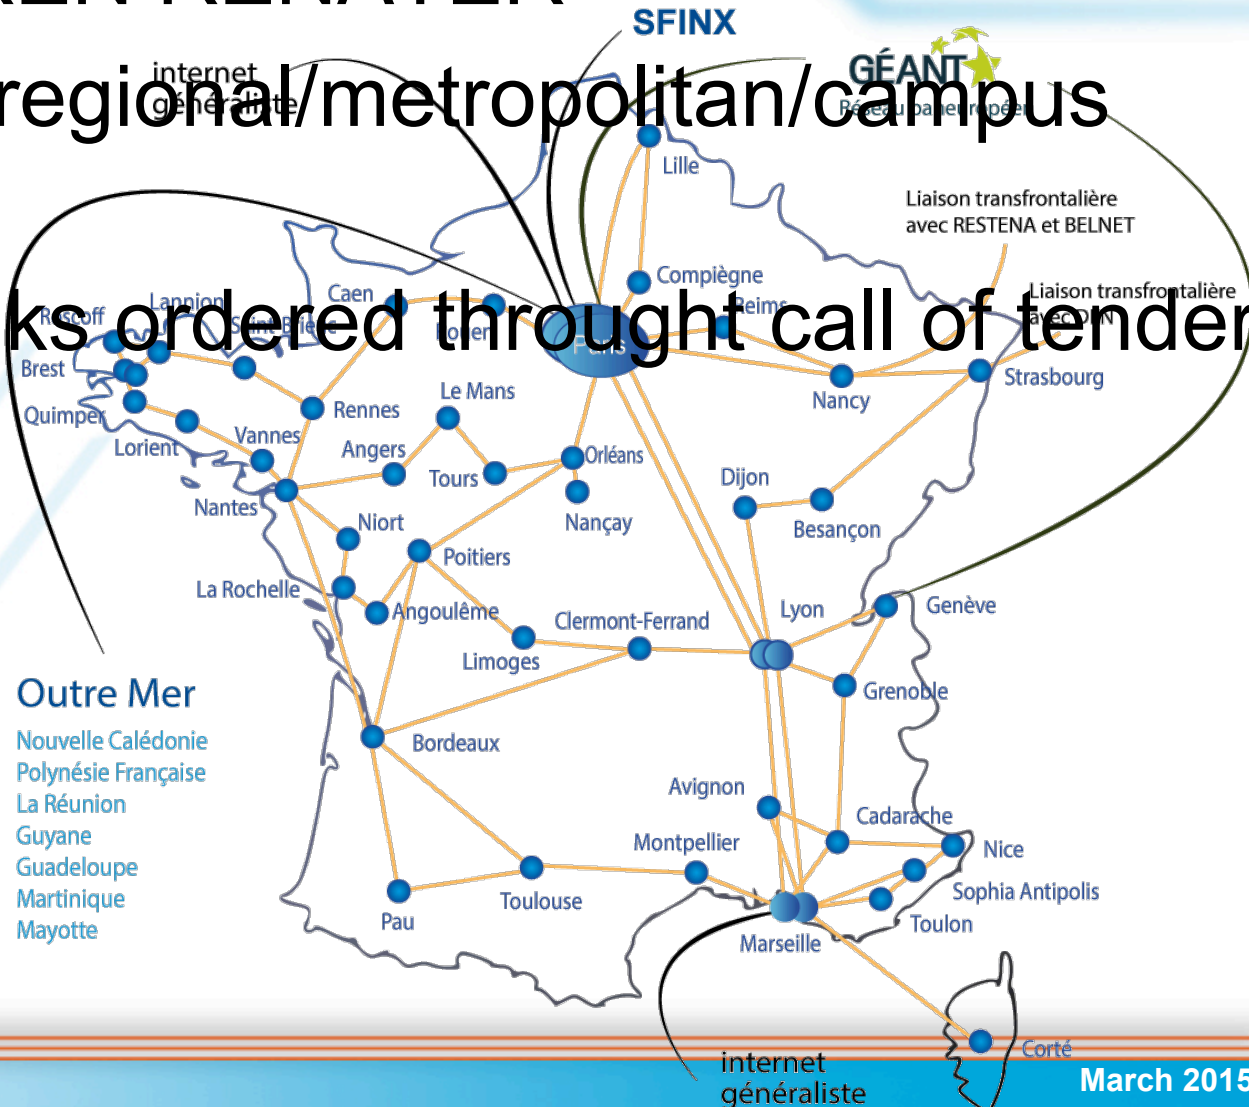 SFINX
internet
généraliste
GÉANT
Réseau paneuropéen
regional/metropolitan/campus
Lille
Liaison transfrontalière
avec RESTENA et BELNET
Compiègne
Liaison transfrontalière
Caen
Lannion
Reims
Roscoff
Rouen
ks ordered throught call of tender
Paris
Brest
Strasbourg
Nancy
Le Mans
Quimper
Rennes
Lorient
Vannes
Angers
Tours
Orléans
Dijon
Nantes
Niort
Nançay
Besançon
Poitiers
La Rochelle
Angoulême
Clermont-Ferrand
Lyon
Genève
Limoges
Grenoble
Outre Mer
Nouvelle Calédonie
Polynésie Française
La Réunion
Guyane
Guadeloupe
Martinique
Mayotte
Bordeaux
Avignon
Cadarache
Montpellier
Nice
Sophia Antipolis
Toulouse
Pau
Toulon
Marseille
Corté
internet
généraliste
March 2015